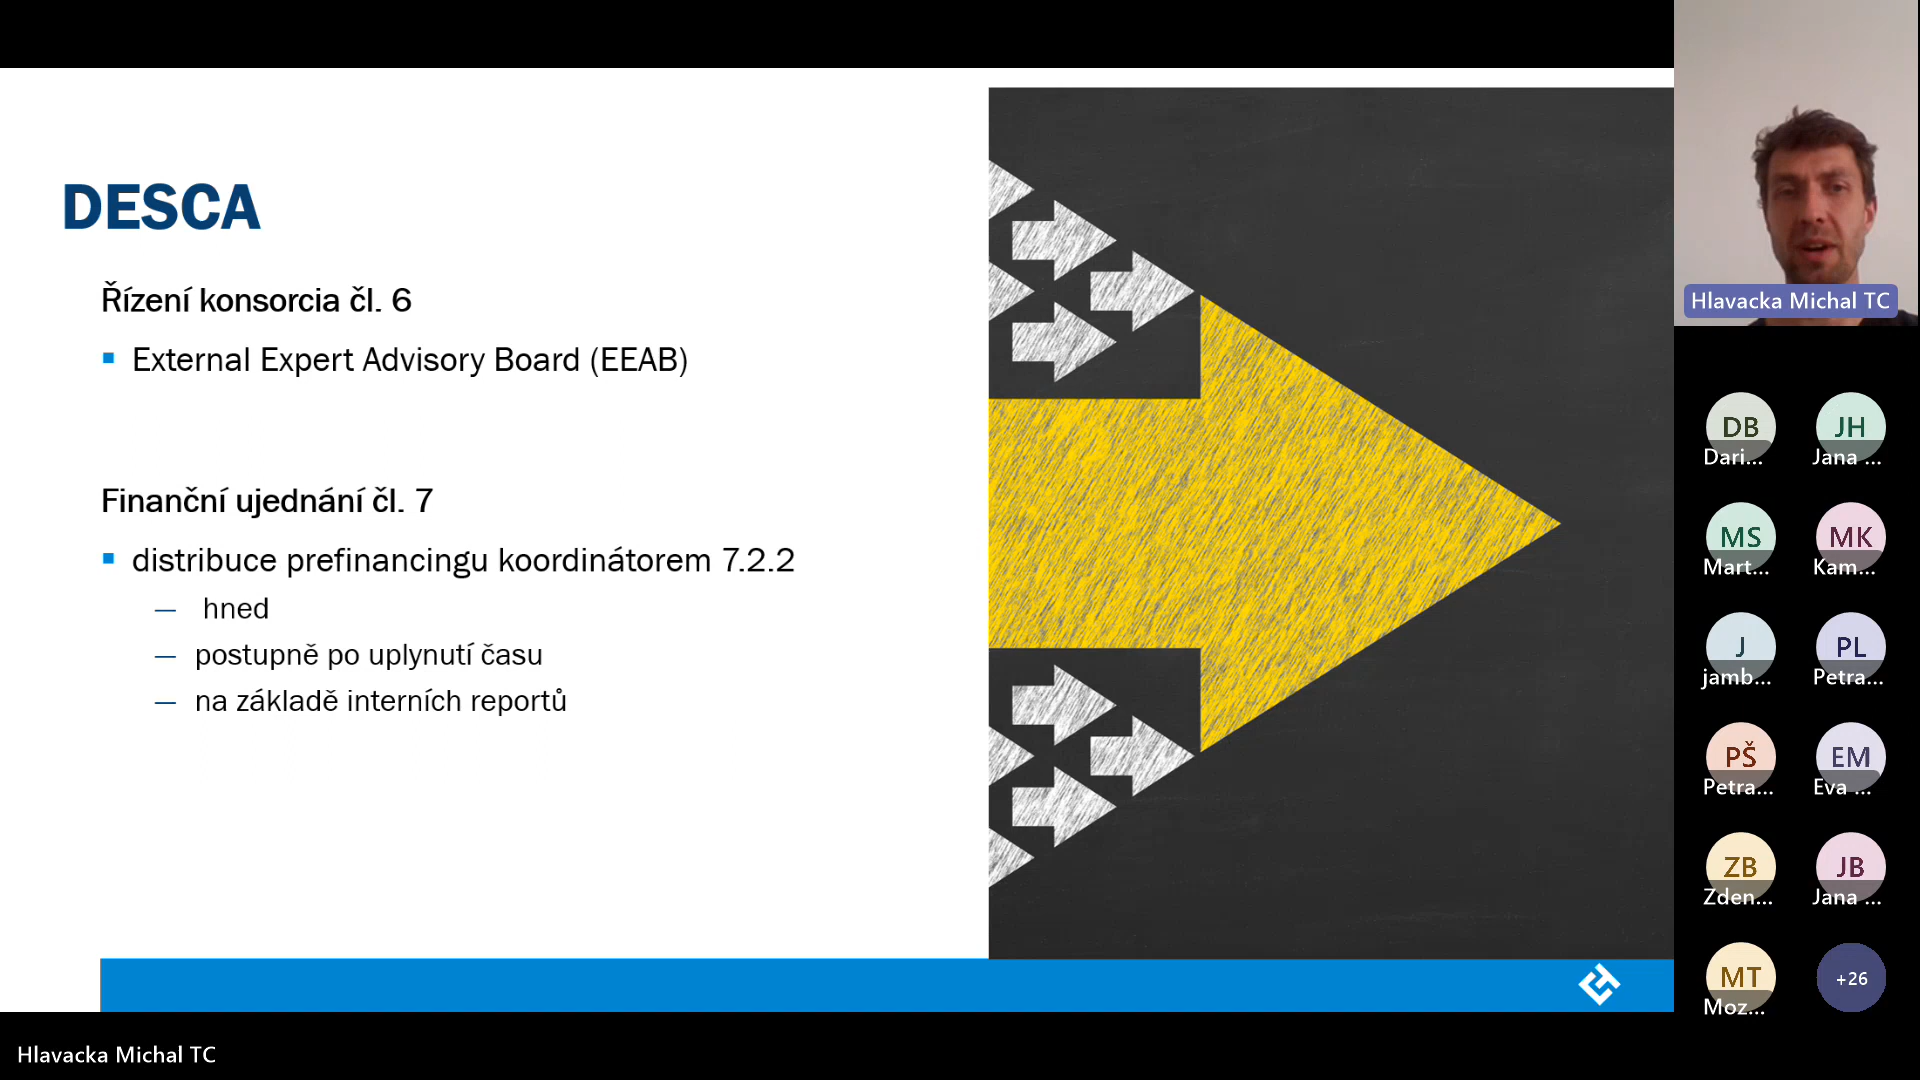 DESCA
Řízení konsorcia čl. 6
▪ External Expert Advisory Board (EEAB)
Finanční ujednání čl. 7
▪ distribuce prefinancingu koordinátorem 7.2.2
— hned
— postupně po uplynutí času
— na základě interních reportů
Hlavacka Michal TC
DB
Dari...
JH
Jana ...
MS
Mart...
MK
Kam...
J
jamb...
PL
Petra...
PŠ
Petra...
EM
Eva ...
ZB
Zden...
JB
Jana ...
MT
Moz...
+26
Hlavacka Michal TC